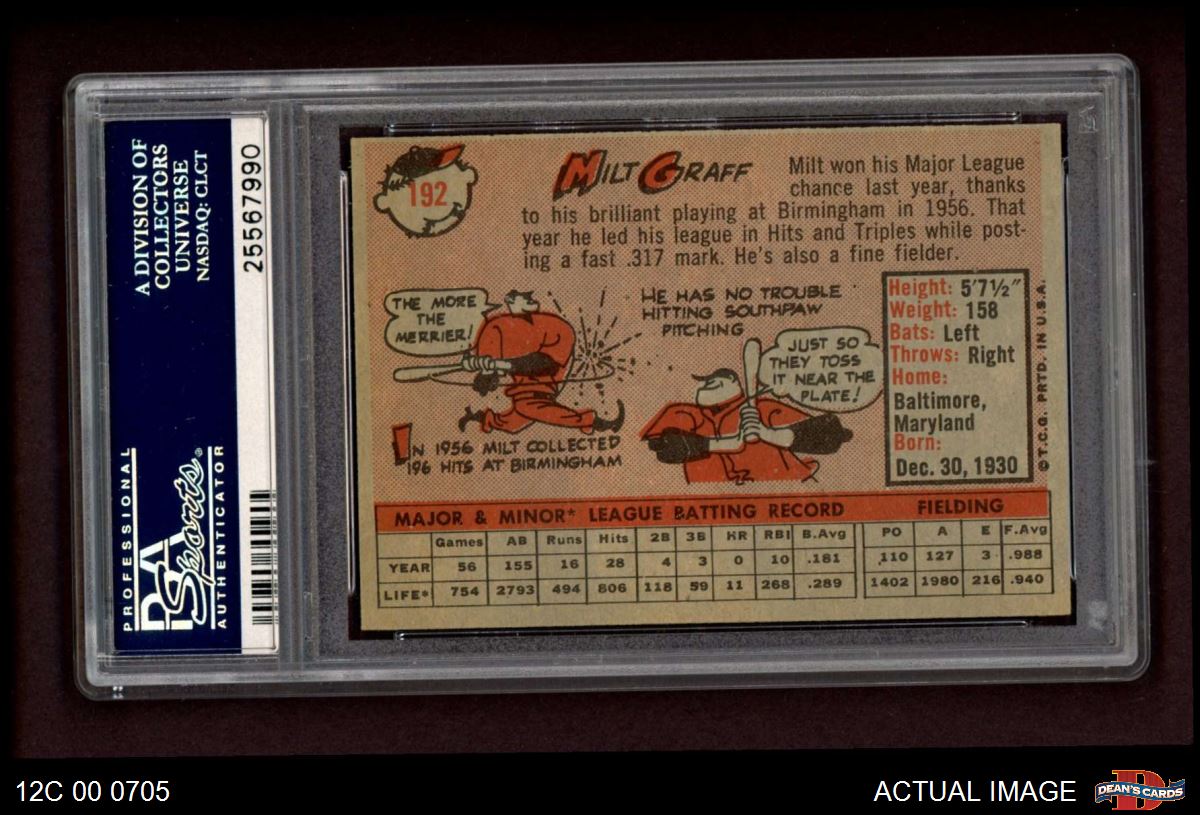 A DIVISION OF
COLLECTORS
UNIVERSE
NASDAQ: CLCT
25567990
PROFESSIONAL
PSA
Sports®
AUTHENTICATOR
192
MILT GRAFF
Milt won his Major League
chance last year, thanks
to his brilliant playing at Birmingham in 1956. That
year he led his league in Hits and Triples while post-
ing a fast .317 mark. He's also a fine fielder.
THE MORE
THE
MERRIER!
IN 1956 MILT COLLECTED
196 HITS AT BIRMINGHAM
HE HAS NO TROUBLE
HITTING SOUTHPAW
PITCHING
JUST SO
THEY TOSS
IT NEAR THE
PLATE!
Height: 5'7½"
Weight: 158
Bats: Left
Throws: Right
Home:
Baltimore,
Maryland
Born:
Dec. 30, 1930
©T.C.G. PRTD. IN U.S.A.
MAJOR & MINOR* LEAGUE BATTING RECORD FIELDING
Games AB Runs Hits 2B 3B HR RBI B.Avg PO A E F.Avg
YEAR 56 155 16 28 4 3 0 10 .181 110 127 3 .988
LIFE* 754 2793 494 806 118 59 11 268 .289 1402 1980 216 .940
12C 00 0705
ACTUAL IMAGE
DEAN'S CARDS